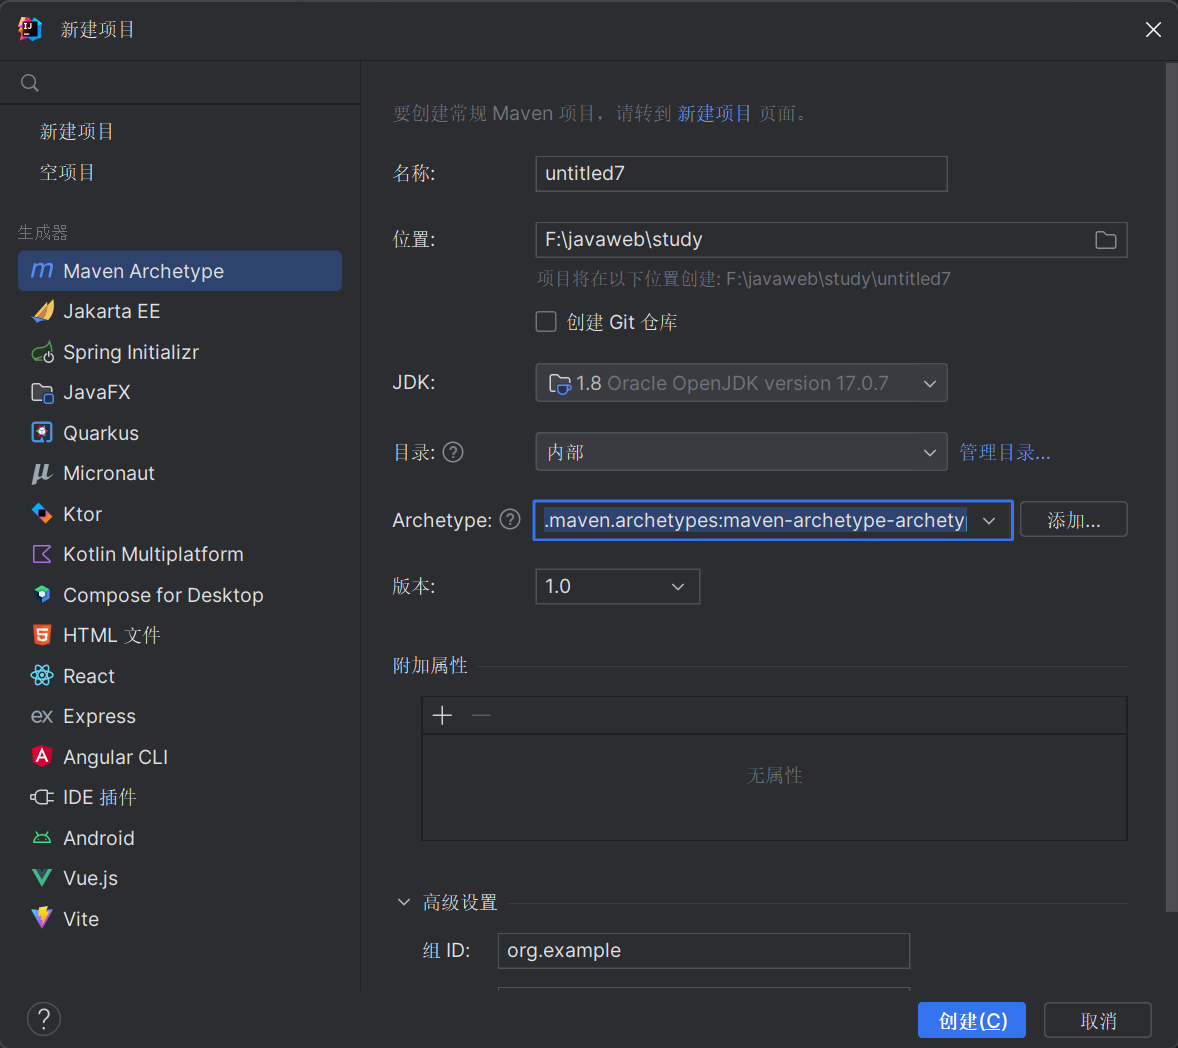 新建项目
新建项目
空项目
生成器
Maven Archetype
Jakarta EE
Spring Initializr
JavaFX
Quarkus
Micronaut
Ktor
Kotlin Multiplatform
Compose for Desktop
HTML 文件
React
ex Express
Angular CLI
IDE 插件
Android
Vue.js
Vite
要创建常规 Maven 项目，请转到 新建项目 页面。
名称: untitled7
位置: F:\javaweb\study
项目将在以下位置创建: F:\javaweb\study\untitled7
创建 Git 仓库
JDK: 1.8 Oracle OpenJDK version 17.0.7
目录: ? 内部 管理目录...
Archetype: ? .maven.archetypes:maven-archetype-archety 添加...
版本: 1.0
附加属性
无属性
高级设置
组 ID: org.example
? 创建(C) 取消